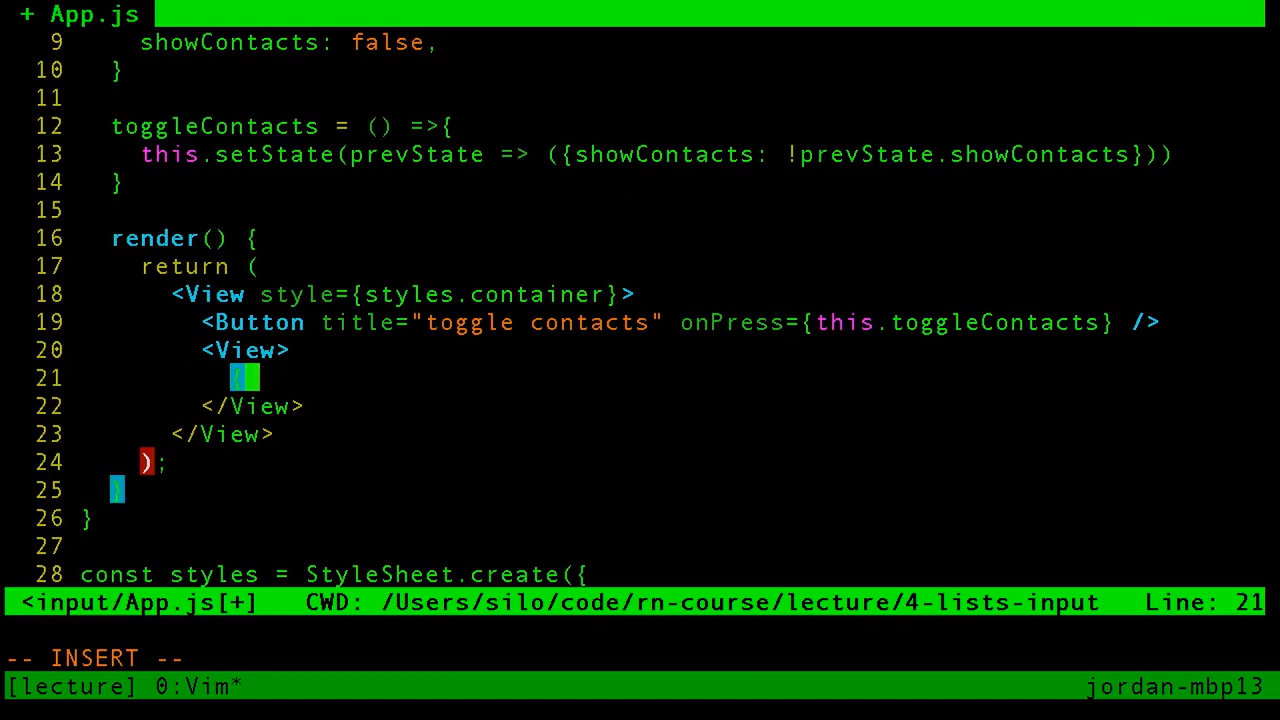 + App.js
9 showContacts: false,
10 }
11
12 toggleContacts = () =>{
13 this.setState(prevState => ({showContacts: !prevState.showContacts}))
14 }
15
16 render() {
17 return (
18 <View style={styles.container}>
19 <Button title="toggle contacts" onPress={this.toggleContacts} />
20 <View>
21 {
22 </View>
23 </View>
24 );
25 }
26 }
27
28 const styles = StyleSheet.create({
<input/App.js[+] CWD: /Users/silo/code/rn-course/lecture/4-lists-input Line: 21
-- INSERT --
[lecture] 0:Vim* jordan-mbp13